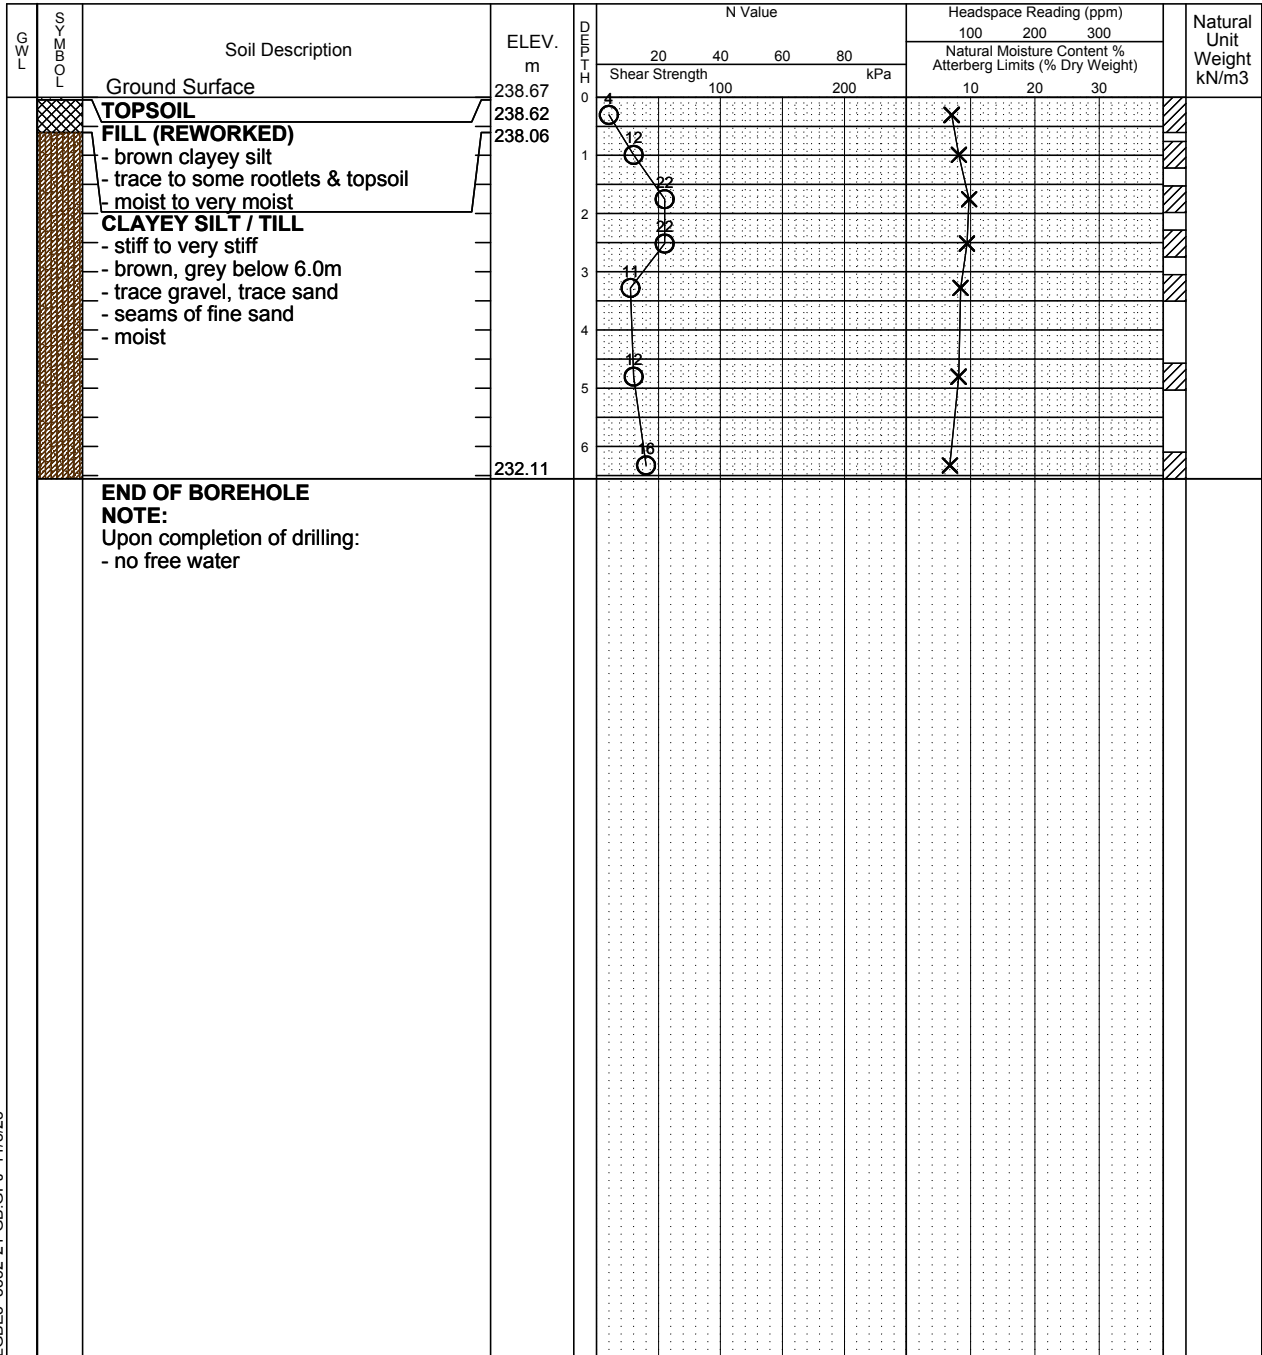 GWL
SYMBOL
Soil Description
ELEV.
m
DEPTH
N Value
20 40 60 80
Shear Strength kPa
100 200
Headspace Reading (ppm)
100 200 300
Natural Moisture Content %
Atterberg Limits (% Dry Weight)
10 20 30
Natural
Unit
Weight
kN/m3
Ground Surface
238.67
0
TOPSOIL
238.62
4
FILL (REWORKED)
238.06
12
- brown clayey silt
1
- trace to some rootlets & topsoil
22
- moist to very moist
2
CLAYEY SILT / TILL
22
- stiff to very stiff
- brown, grey below 6.0m
3
11
- trace gravel, trace sand
- seams of fine sand
4
- moist
12
5
6
16
232.11
END OF BOREHOLE
NOTE:
Upon completion of drilling:
- no free water